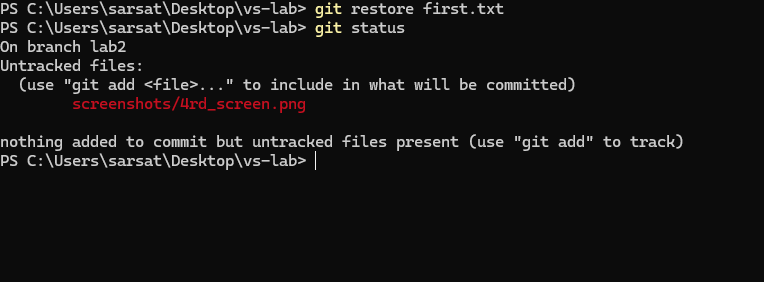 PS C:\Users\sarsat\Desktop\vs-lab> git restore first.txt
PS C:\Users\sarsat\Desktop\vs-lab> git status
On branch lab2
Untracked files:
  (use "git add <file>..." to include in what will be committed)
        screenshots/4rd_screen.png

nothing added to commit but untracked files present (use "git add" to track)
PS C:\Users\sarsat\Desktop\vs-lab>